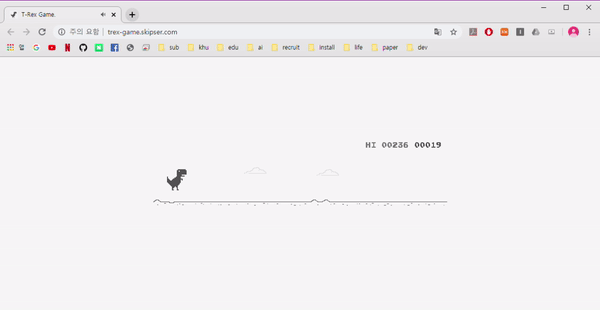 T-Rex Game.
주의 요함 | trex-game.skipser.com
앱 sub khu edu ai recruit install life paper dev
HI 00236 00019